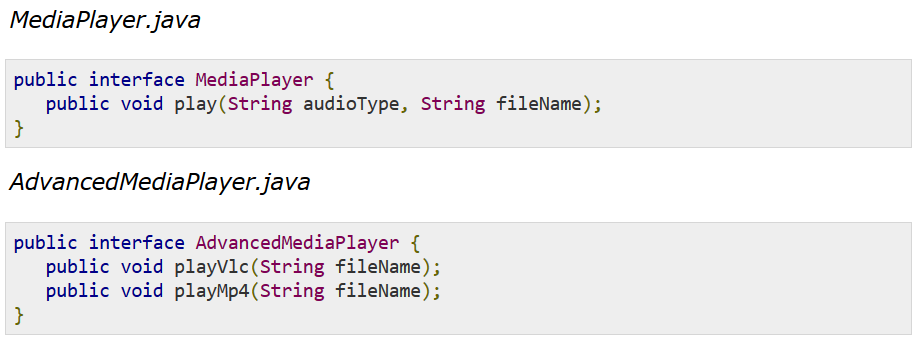 MediaPlayer.java
public interface MediaPlayer {
   public void play(String audioType, String fileName);
}
AdvancedMediaPlayer.java
public interface AdvancedMediaPlayer {
   public void playVlc(String fileName);
   public void playMp4(String fileName);
}